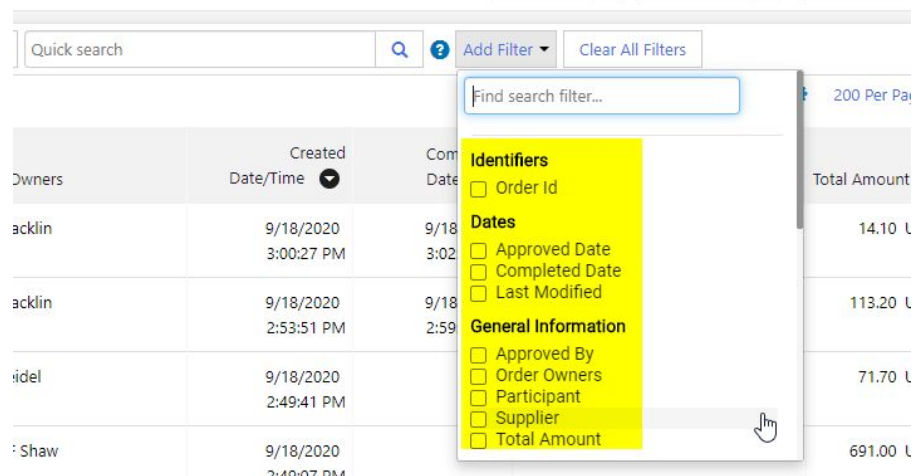 Quick search
Add Filter
Clear All Filters
Find search filter...
200 Per
Owners
Created
Date/Time
Com
Date
Total Amount
Identifiers
Order Id
Dates
Approved Date
Completed Date
Last Modified
General Information
Approved By
Order Owners
Participant
Supplier
Total Amount
acklin
9/18/2020
3:00:27 PM
9/18
3:02
14.10 U
acklin
9/18/2020
2:53:51 PM
9/18
2:59
113.20 U
eidel
9/18/2020
2:49:41 PM
71.70 U
F Shaw
9/18/2020
691.00 U